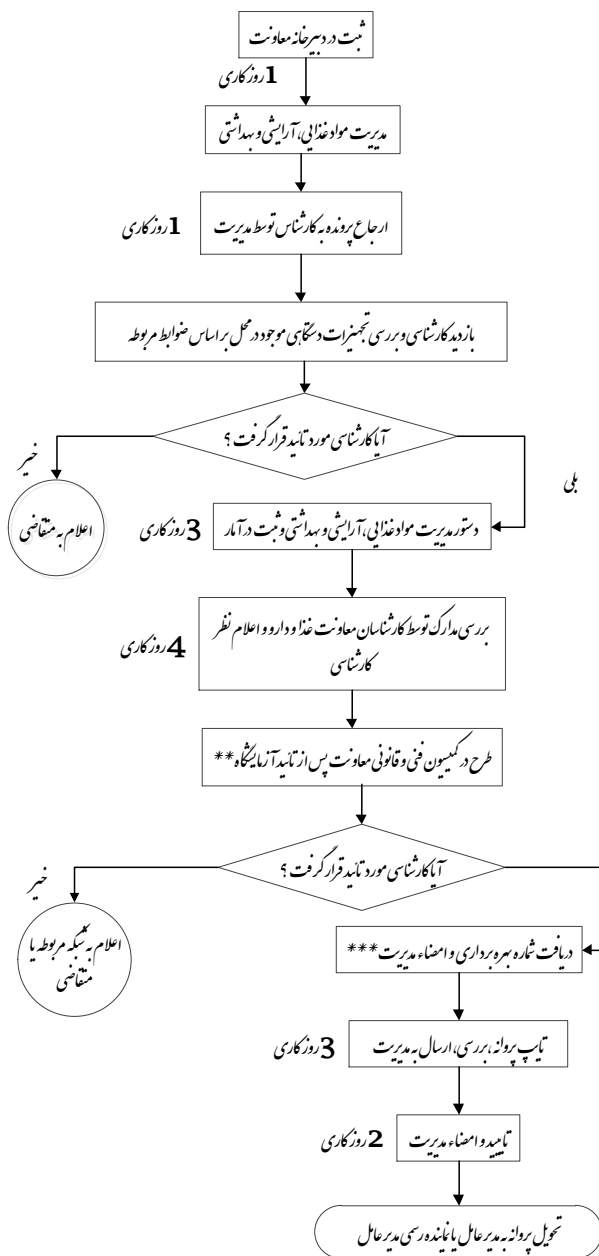 ثبت در دبیرخانه معاونت
1 روز کاری
مدیریت مواد غذایی، آرایشی و بهداشتی
ارجاع پرونده به کارشناس توسط مدیریت
1 روز کاری
بازدید کارشناسی و بررسی تجهیزات دستگاهی موجود در محل بر اساس ضوابط مربوطه
آیا کارشناسی مورد تائید قرار گرفت ؟
خیر
بلی
اعلام به متقاضی
دستور مدیریت مواد غذایی، آرایشی و بهداشتی و ثبت در آمار
3 روز کاری
بررسی مدارک توسط کارشناسان معاونت غذا و دارو و اعلام نظر
کارشناسی
4 روز کاری
طرح در کمیسیون فنی و قانونی معاونت پس از تائید آزمایشگاه **
آیا کارشناسی مورد تائید قرار گرفت ؟
خیر
اعلام به شبکه مربوطه یا
متقاضی
دریافت شماره بهره برداری و امضاء مدیریت ***
تایپ پروانه ،بررسی، ارسال به مدیریت
3 روز کاری
تایید و امضاء مدیریت
2 روز کاری
تحویل پروانه به مدیر عامل یا نماینده رسمی مدیر عامل